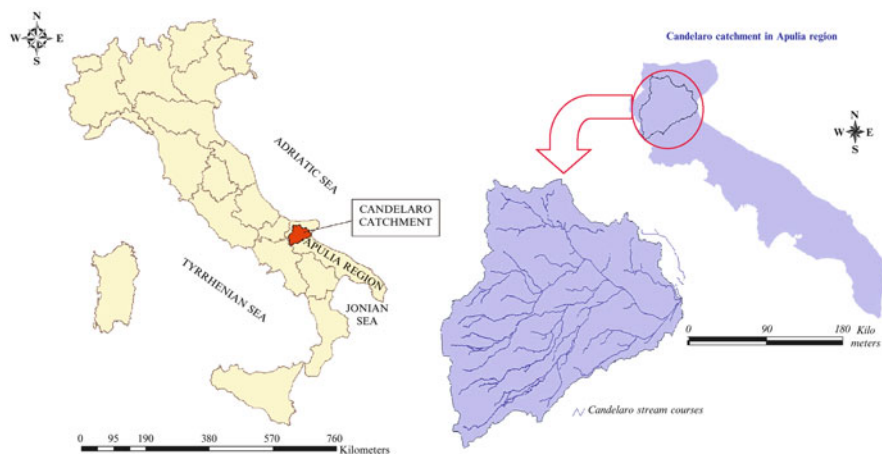 N
W E
S
ADRIATIC SEA
CANDELARO
CATCHMENT
APULIA REGION
TYRRHENIAN SEA
JONIAN
SEA
0 95 190 380 570 760
Kilometers
Candelaro catchment in Apulia region
N
W E
S
0 90 180 Kilo
meters
Candelaro stream courses